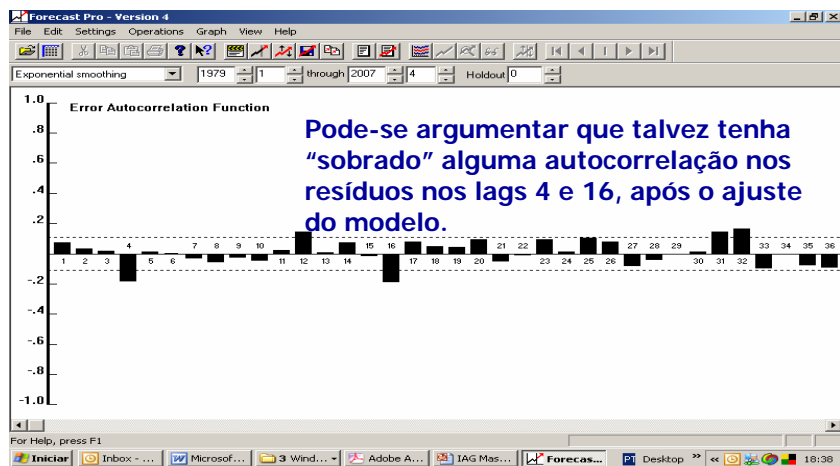 Forecast Pro - Version 4
File Edit Settings Operations Graph View Help
Exponential smoothing 1979 1 through 2007 4 Holdout 0
Error Autocorrelation Function
Pode-se argumentar que talvez tenha
“sobrado” alguma autocorrelação nos
resíduos nos lags 4 e 16, após o ajuste
do modelo.
1.0
.8
.6
.4
.2
-.2
-.4
-.6
-.8
-1.0
4 7 8 9 10 15 16 21 22 27 28 29 33 34 35 36
1 2 3 5 6 11 12 13 14 17 18 19 20 23 24 25 26 30 31 32
For Help, press F1
Iniciar Inbox - ... Microsof... 3 Wind... Adobe A... IAG Mas... Forecas... PT Desktop 18:38